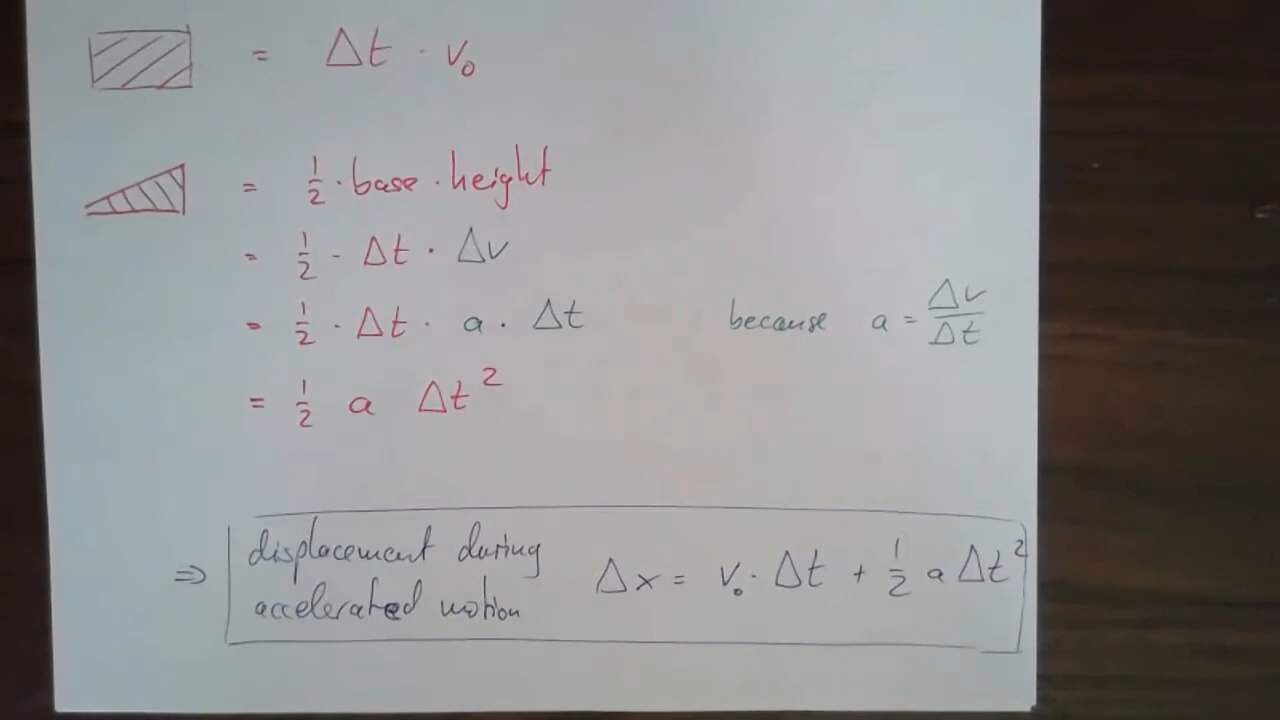 = Δt · v₀
= 1/2 · base · height
= 1/2 · Δt · Δv
= 1/2 · Δt · a · Δt because a = Δv/Δt
= 1/2 a Δt²
⇒ displacement during
accelerated motion Δx = v₀ · Δt + 1/2 a Δt²